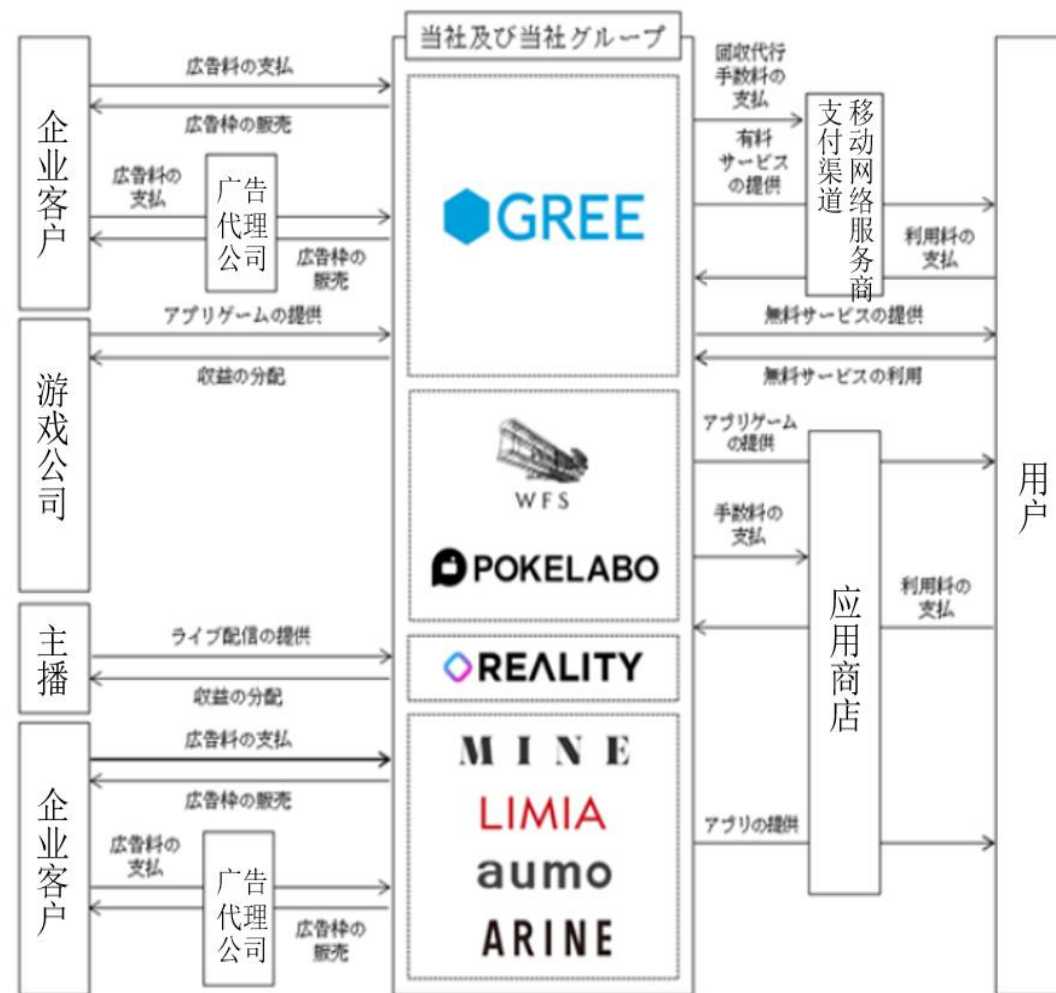 当社及び当社グループ
企业客户
広告料の支払
広告枠の販売
広告料の
支払
广告
代理
公司
広告枠の
販売
游戏公司
アプリゲームの提供
収益の分配
主播
ライブ配信の提供
収益の分配
企业客户
広告料の支払
広告枠の販売
広告料の
支払
广告
代理
公司
広告枠の
販売
GREE
WFS
POKELABO
REALITY
MINE
LIMIA
aumo
ARINE
回収代行
手数料の
支払
有料
サービス
の提供
移动网络服务商
支付渠道
利用料の
支払
無料サービスの提供
無料サービスの利用
アプリゲーム
の提供
手数料の
支払
应用商店
利用料の
支払
アプリの提供
用户